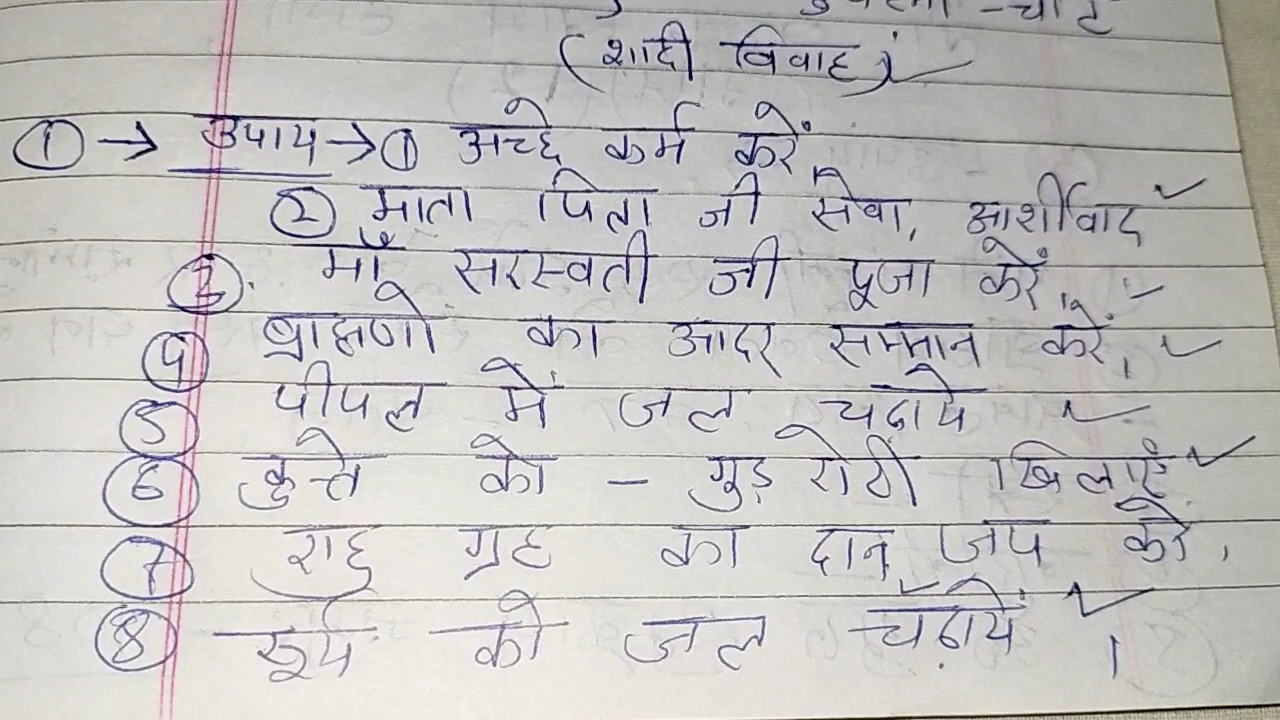 (शादी विवाह)
① → उपाय → ① अच्छे कर्म करें,
② माता पिता जी सेवा, आर्शीवाद
③. माँ सरस्वती जी पूजा करें,
④ ब्राह्मणो का आदर सम्मान करें,
⑤ पीपल में जल चढाये
⑥ कुत्ते को - गुड़ रोटी खिलाएं
⑦ राहु ग्रह का दान, जप करे,
⑧ सूर्य को जल चढ़ायें ।